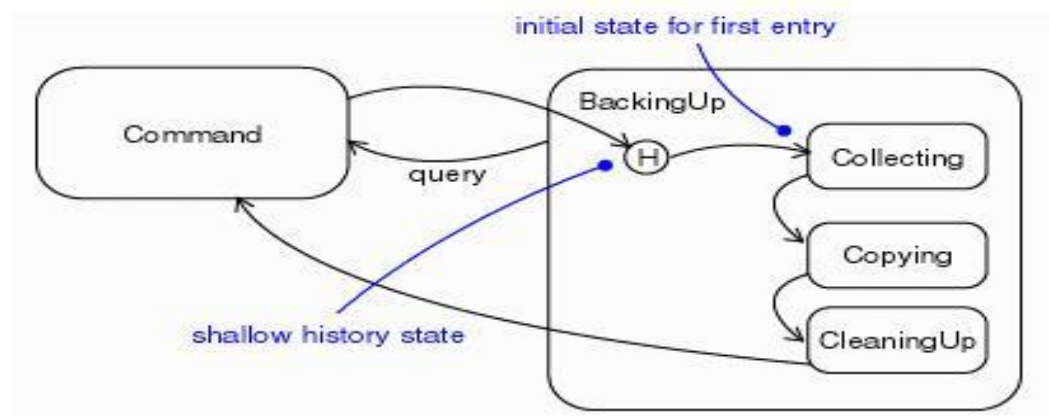 initial state for first entry
BackingUp
Command
H
Collecting
query
Copying
shallow history state
CleaningUp